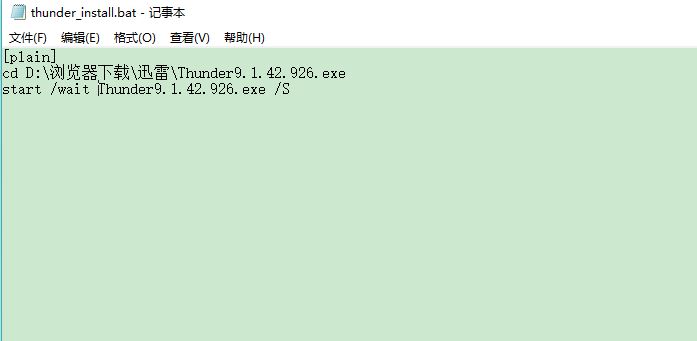 thunder_install.bat - 记事本
文件(F) 编辑(E) 格式(O) 查看(V) 帮助(H)
[plain]
cd D:\浏览器下载\迅雷\Thunder9.1.42.926.exe
start /wait Thunder9.1.42.926.exe /S